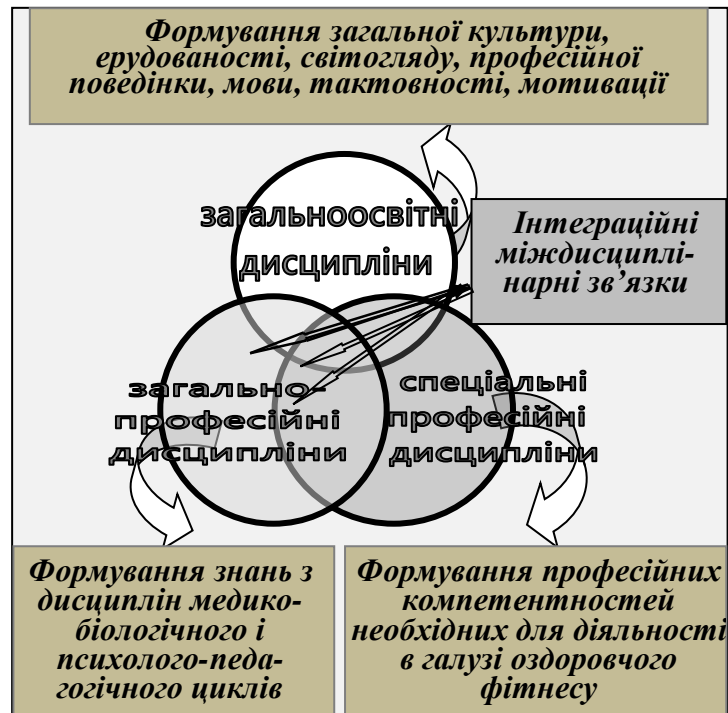 Формування загальної культури,
ерудованості, світогляду, професійної
поведінки, мови, тактовності, мотивації
загальноосвітні
дисципліни
Інтеграційні
міждисциплі-
нарні зв’язки
загально-
професійні
дисципліни
спеціальні
професійні
дисципліни
Формування знань з
дисциплін медико-
біологічного і
психолого-педа-
гогічного циклів
Формування професійних
компетентностей
необхідних для діяльності
в галузі оздоровчого
фітнесу